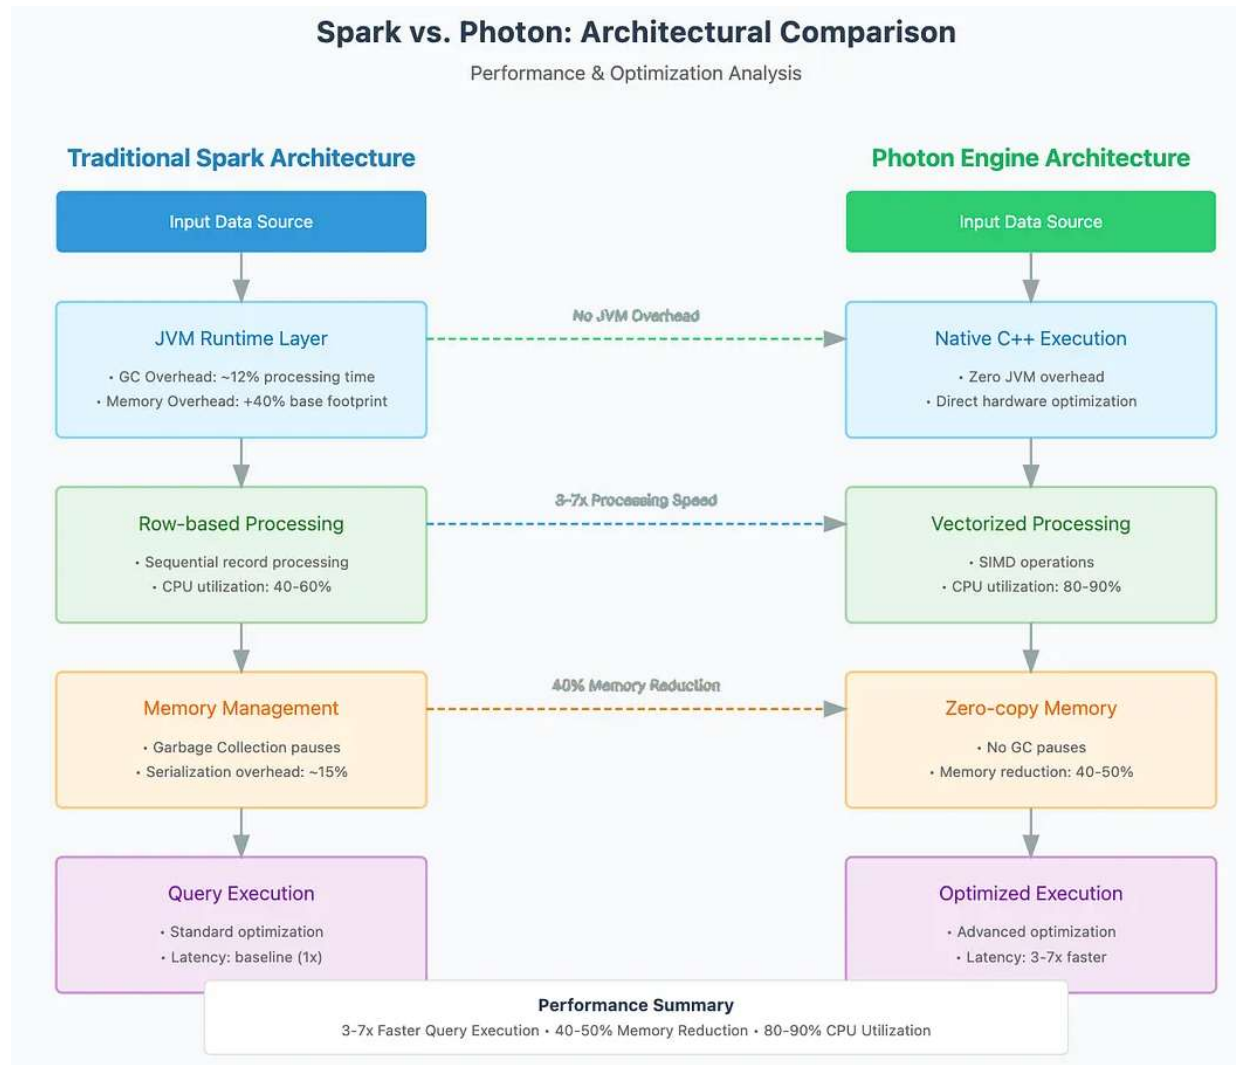 Spark vs. Photon: Architectural Comparison
Performance & Optimization Analysis
Traditional Spark Architecture
Input Data Source
JVM Runtime Layer
• GC Overhead: ~12% processing time
• Memory Overhead: +40% base footprint
Row-based Processing
• Sequential record processing
• CPU utilization: 40-60%
Memory Management
• Garbage Collection pauses
• Serialization overhead: ~15%
Query Execution
• Standard optimization
• Latency: baseline (1x)
No JVM Overhead
3-7x Processing Speed
40% Memory Reduction
Photon Engine Architecture
Input Data Source
Native C++ Execution
• Zero JVM overhead
• Direct hardware optimization
Vectorized Processing
• SIMD operations
• CPU utilization: 80-90%
Zero-copy Memory
• No GC pauses
• Memory reduction: 40-50%
Optimized Execution
• Advanced optimization
• Latency: 3-7x faster
Performance Summary
3-7x Faster Query Execution • 40-50% Memory Reduction • 80-90% CPU Utilization